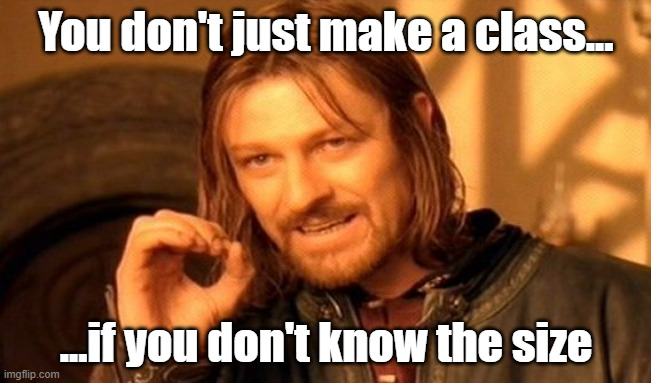 You don't just make a class...
...if you don't know the size
imgflip.com